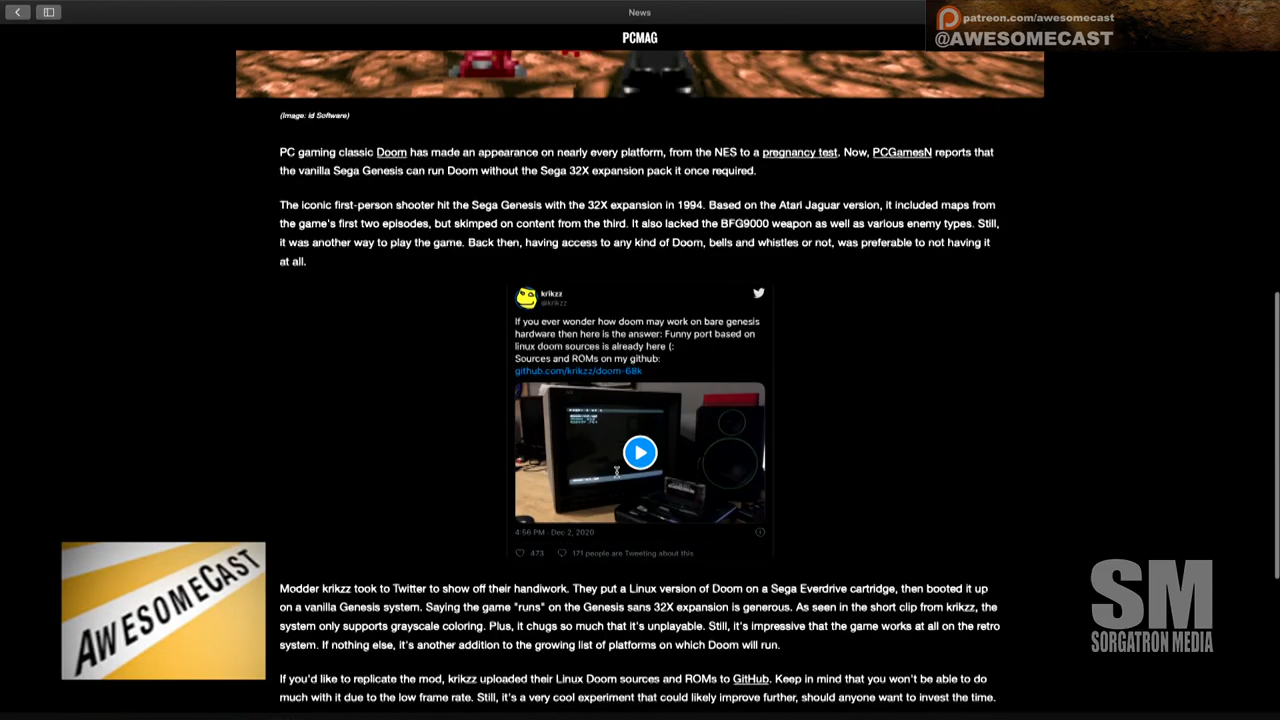 News
patreon.com/awesomecast
@AWESOMECAST
PCMAG
(Image: id Software)
PC gaming classic Doom has made an appearance on nearly every platform, from the NES to a pregnancy test. Now, PCGamesN reports that
the vanilla Sega Genesis can run Doom without the Sega 32X expansion pack it once required.
The iconic first-person shooter hit the Sega Genesis with the 32X expansion in 1994. Based on the Atari Jaguar version, it included maps from
the game's first two episodes, but skimped on content from the third. It also lacked the BFG9000 weapon as well as various enemy types. Still,
it was another way to play the game. Back then, having access to any kind of Doom, bells and whistles or not, was preferable to not having it
at all.
krikzz
@krikzz
If you ever wonder how doom may work on bare genesis
hardware then here is the answer: Funny port based on
linux doom sources is already here (:
Sources and ROMs on my github:
github.com/krikzz/doom-68k
4:56 PM · Dec 2, 2020
473 171 people are Tweeting about this
AWESOMECAST
SM
SORGATRON MEDIA
Modder krikzz took to Twitter to show off their handiwork. They put a Linux version of Doom on a Sega Everdrive cartridge, then booted it up
on a vanilla Genesis system. Saying the game "runs" on the Genesis sans 32X expansion is generous. As seen in the short clip from krikzz, the
system only supports grayscale coloring. Plus, it chugs so much that it's unplayable. Still, it's impressive that the game works at all on the retro
system. If nothing else, it's another addition to the growing list of platforms on which Doom will run.
If you'd like to replicate the mod, krikzz uploaded their Linux Doom sources and ROMs to GitHub. Keep in mind that you won't be able to do
much with it due to the low frame rate. Still, it's a very cool experiment that could likely improve further, should anyone want to invest the time.